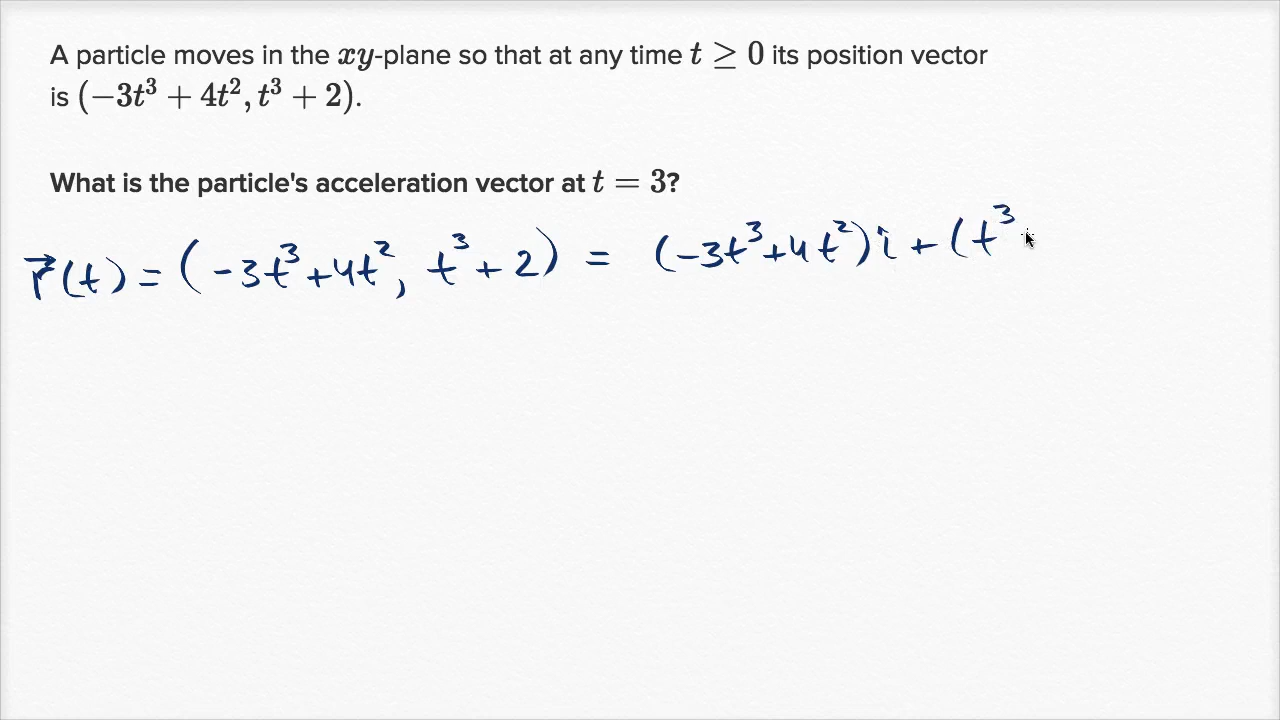 A particle moves in the xy-plane so that at any time t ≥ 0 its position vector
is (−3t³ + 4t², t³ + 2).
What is the particle's acceleration vector at t = 3?
r⃗(t) = (−3t³+4t², t³+2) = (−3t³+4t²)i + (t³